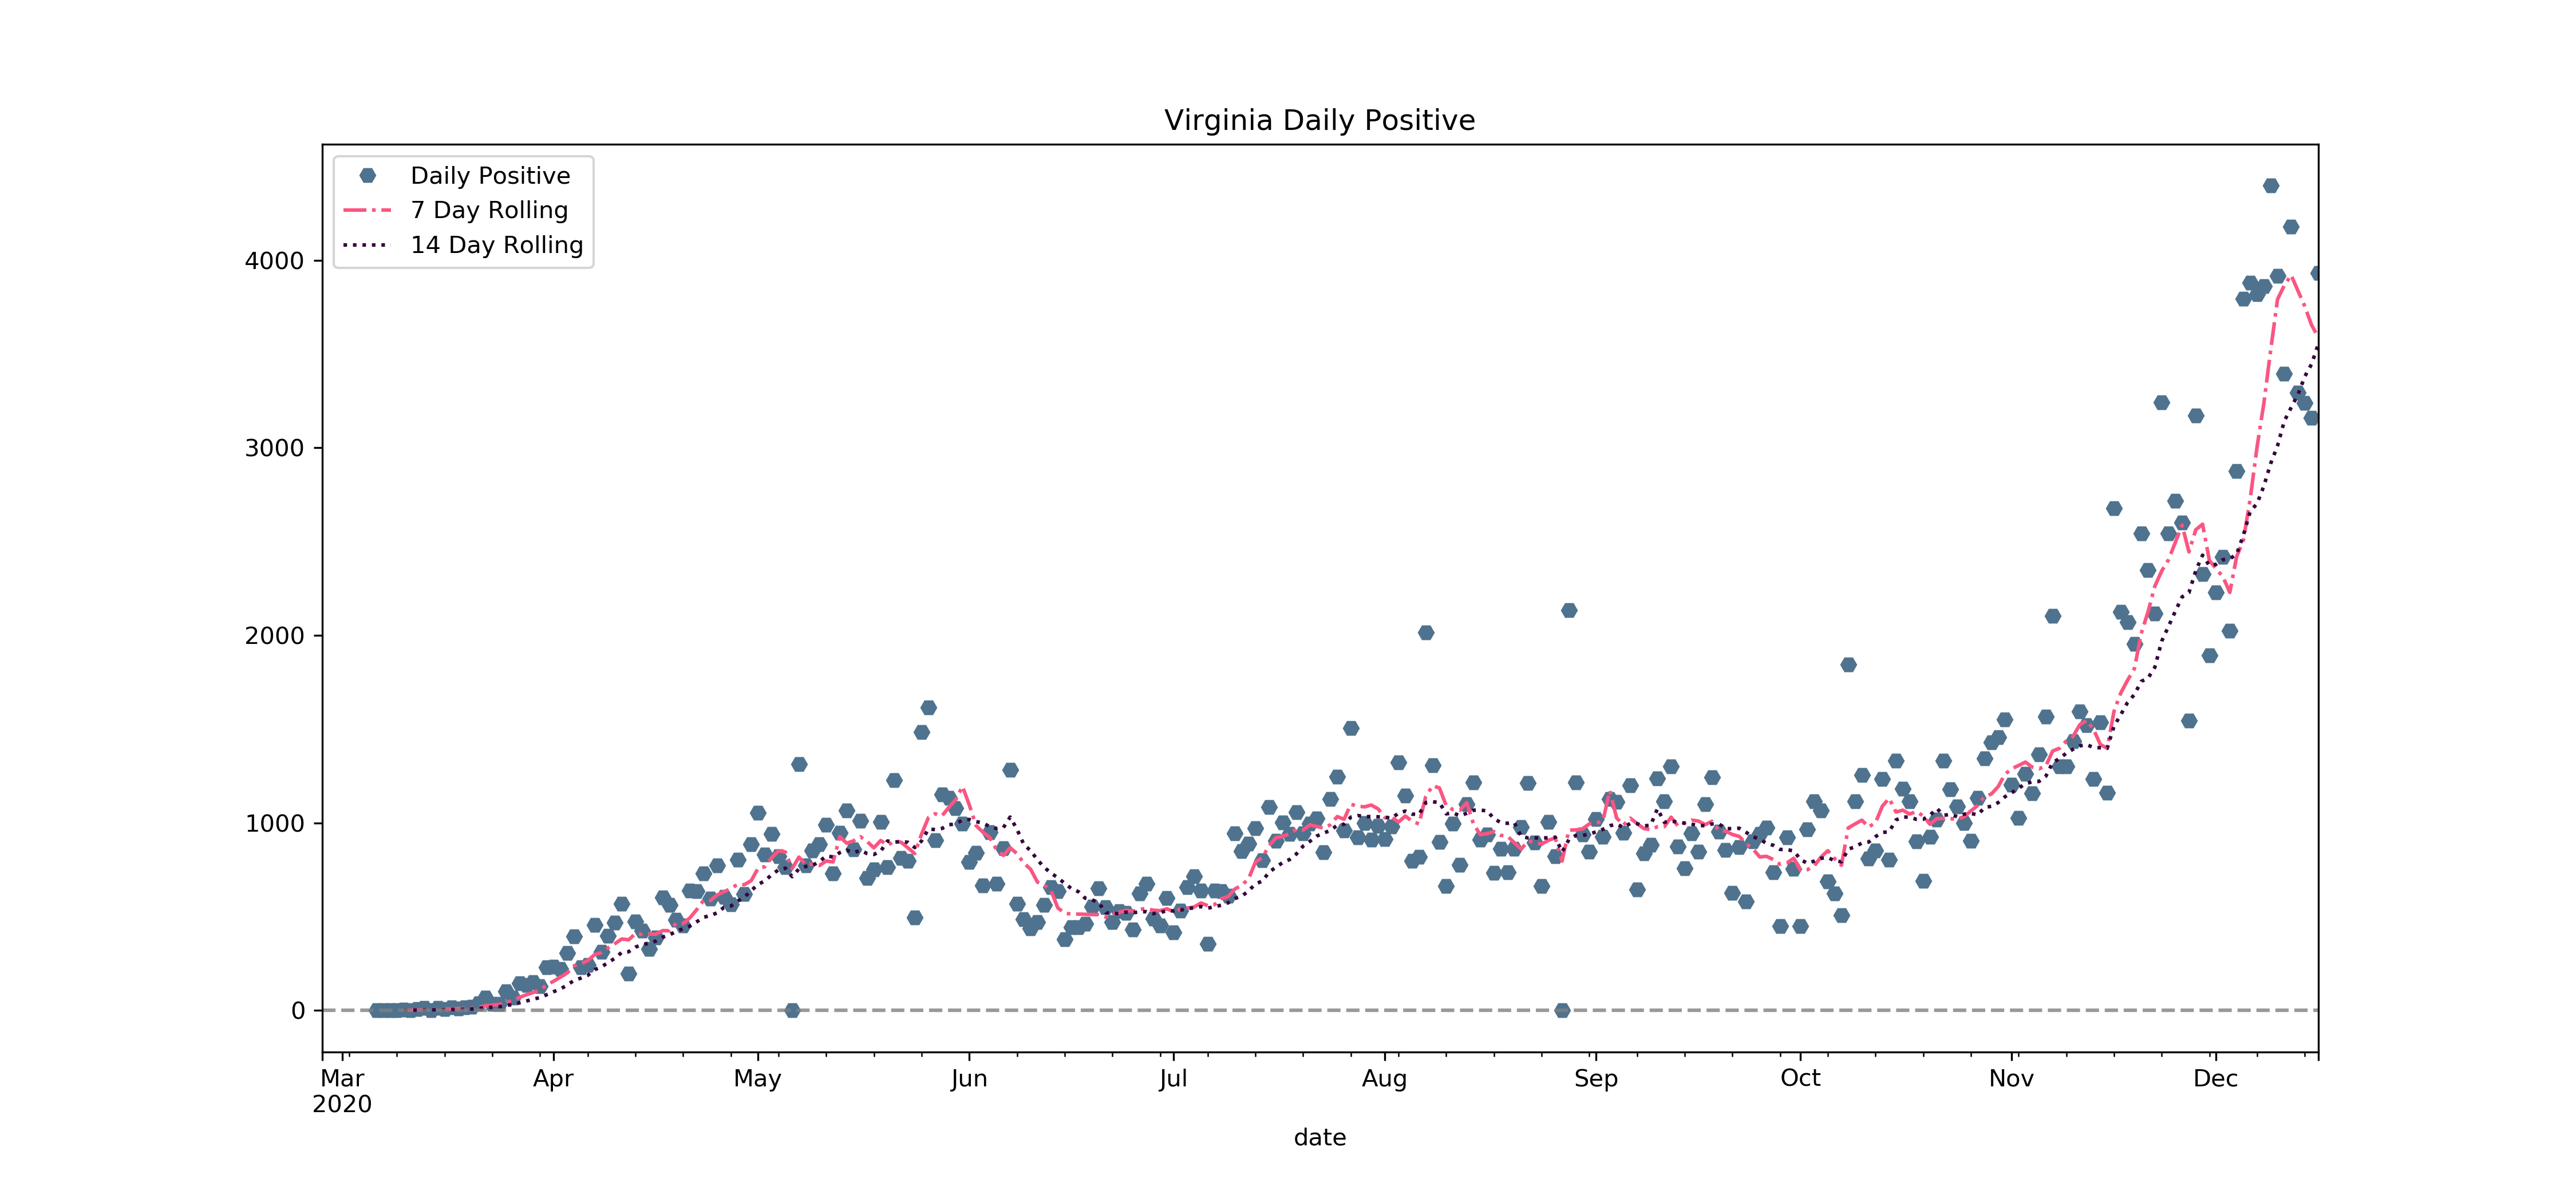 Virginia Daily Positive
Daily Positive
7 Day Rolling
14 Day Rolling
4000
3000
2000
1000
0
Mar Apr May Jun Jul Aug Sep Oct Nov Dec
2020
date